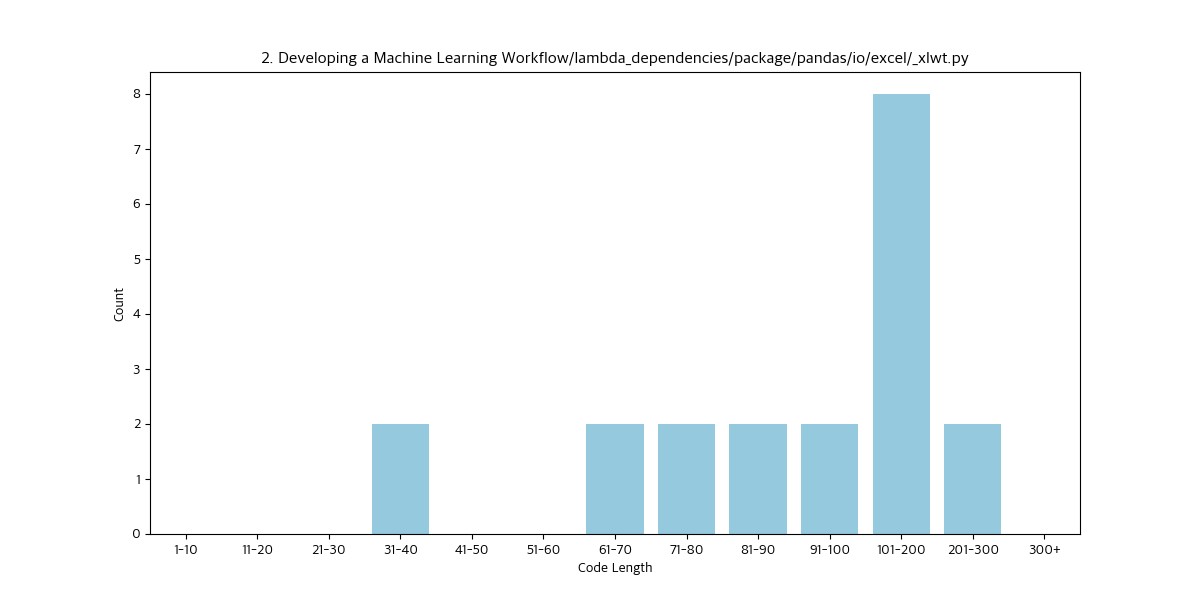 2. Developing a Machine Learning Workflow/lambda_dependencies/package/pandas/io/excel/_xlwt.py
Count
8
7
6
5
4
3
2
1
0
1-10 11-20 21-30 31-40 41-50 51-60 61-70 71-80 81-90 91-100 101-200 201-300 300+
Code Length